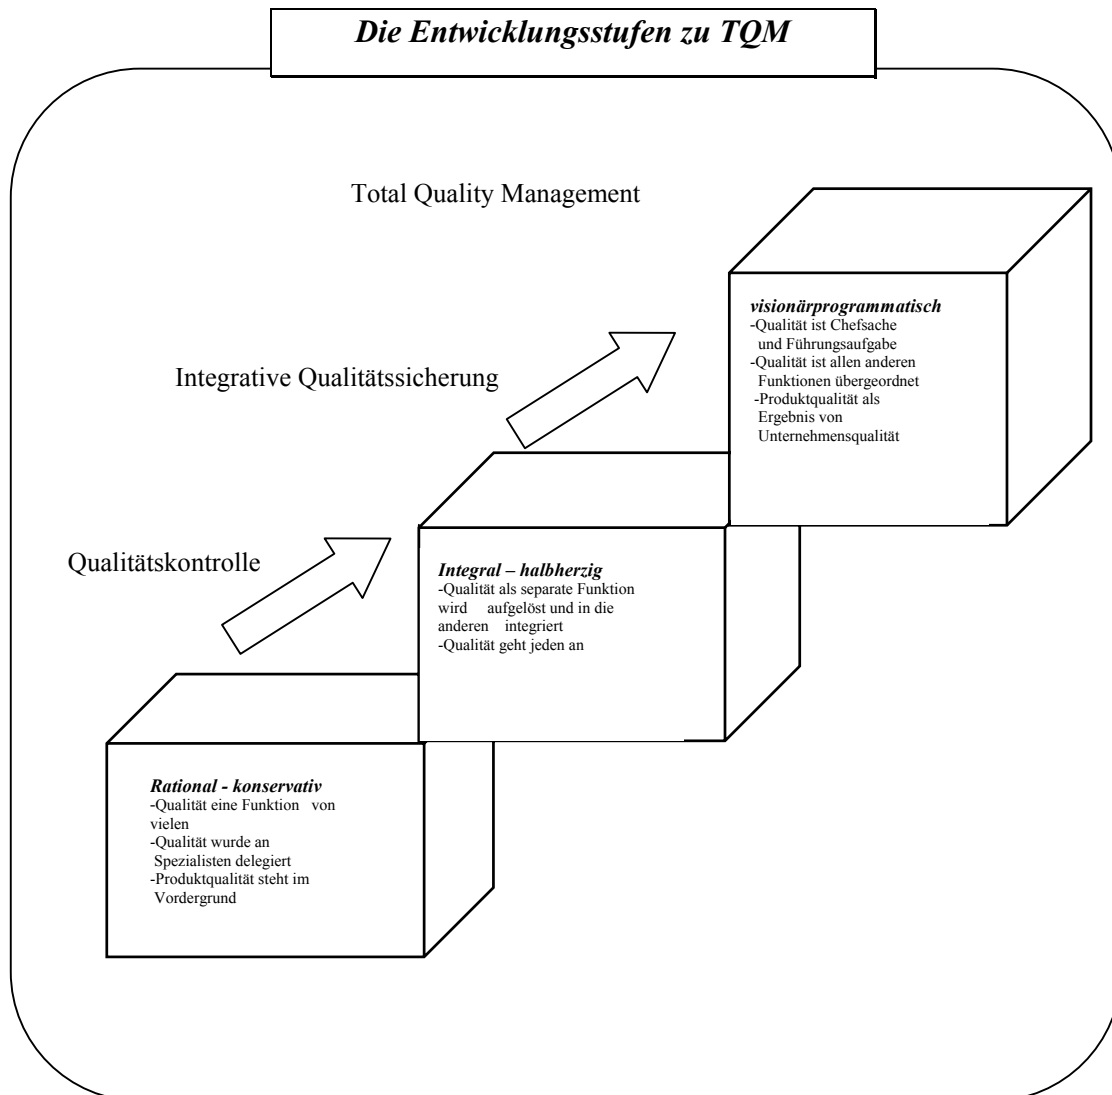 Die Entwicklungsstufen zu TQM
Total Quality Management
visionärprogrammatisch
-Qualität ist Chefsache
und Führungsaufgabe
-Qualität ist allen anderen
Funktionen übergeordnet
-Produktqualität als
Ergebnis von
Unternehmensqualität
Integrative Qualitätssicherung
Integral – halbherzig
-Qualität als separate Funktion
wird aufgelöst und in die
anderen integriert
-Qualität geht jeden an
Qualitätskontrolle
Rational - konservativ
-Qualität eine Funktion von
vielen
-Qualität wurde an
Spezialisten delegiert
-Produktqualität steht im
Vordergrund